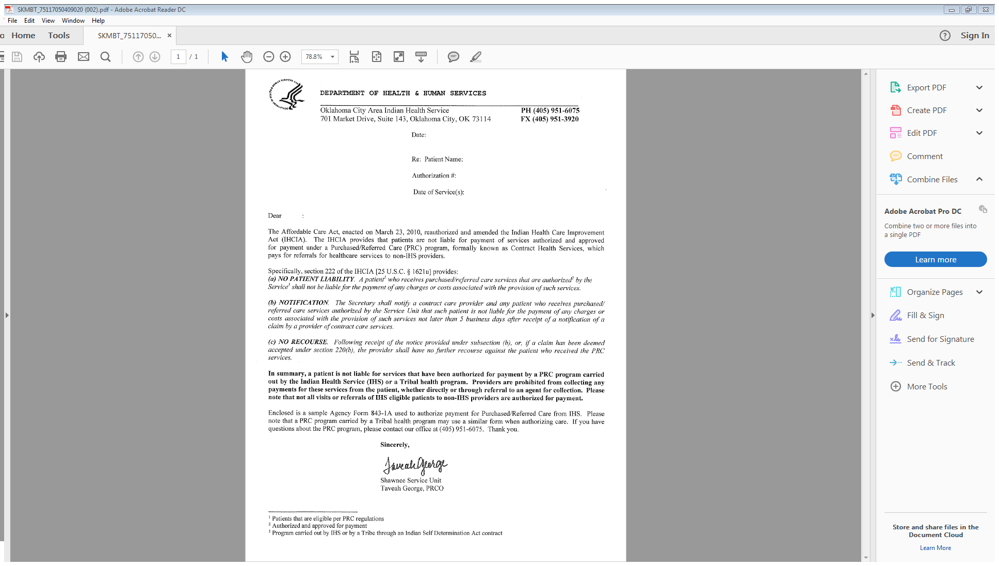 SKMBT_75117050409020 (002).pdf - Adobe Acrobat Reader DC
File Edit View Window Help
Home Tools SKMBT_75117050... × Sign In
1 / 1 78.8%
DEPARTMENT OF HEALTH & HUMAN SERVICES
Oklahoma City Area Indian Health Service PH (405) 951-6075
701 Market Drive, Suite 143, Oklahoma City, OK 73114 FX (405) 951-3920
Date:
Re: Patient Name:
Authorization #:
Date of Service(s):
Dear :
The Affordable Care Act, enacted on March 23, 2010, reauthorized and amended the Indian Health Care Improvement
Act (IHCIA). The IHCIA provides that patients are not liable for payment of services authorized and approved
for payment under a Purchased/Referred Care (PRC) program, formally known as Contract Health Services, which
pays for referrals for healthcare services to non-IHS providers.
Specifically, section 222 of the IHCIA [25 U.S.C. § 1621u] provides:
(a) NO PATIENT LIABILITY. A patient¹ who receives purchased/referred care services that are authorized² by the
Service³ shall not be liable for the payment of any charges or costs associated with the provision of such services.
(b) NOTIFICATION. The Secretary shall notify a contract care provider and any patient who receives purchased/
referred care services authorized by the Service Unit that such patient is not liable for the payment of any charges or
costs associated with the provision of such services not later than 5 business days after receipt of a notification of a
claim by a provider of contract care services.
(c) NO RECOURSE. Following receipt of the notice provided under subsection (b), or, if a claim has been deemed
accepted under section 220(b), the provider shall have no further recourse against the patient who received the PRC
services.
In summary, a patient is not liable for services that have been authorized for payment by a PRC program carried
out by the Indian Health Service (IHS) or a Tribal health program. Providers are prohibited from collecting any
payments for these services from the patient, whether directly or through referral to an agent for collection. Please
note that not all visits or referrals of IHS eligible patients to non-IHS providers are authorized for payment.
Enclosed is a sample Agency Form 843-1A used to authorize payment for Purchased/Referred Care from IHS. Please
note that a PRC program carried by a Tribal health program may use a similar form when authorizing care. If you have
questions about the PRC program, please contact our office at (405) 951-6075. Thank you.
Sincerely,
Taveah George
Shawnee Service Unit
Taveah George, PRCO
¹ Patients that are eligible per PRC regulations
² Authorized and approved for payment
³ Program carried out by IHS or by a Tribe through an Indian Self Determination Act contract
Export PDF
Create PDF
Edit PDF
Comment
Combine Files
Adobe Acrobat Pro DC
Combine two or more files into
a single PDF
Learn more
Organize Pages
Fill & Sign
Send for Signature
Send & Track
More Tools
Store and share files in the
Document Cloud
Learn More